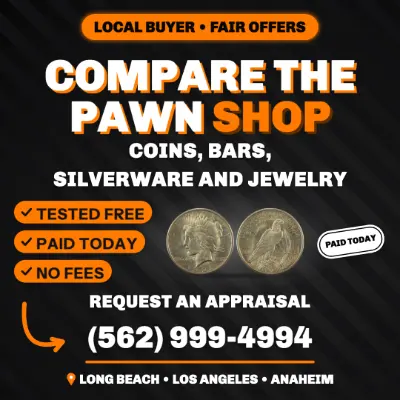 LOCAL BUYER • FAIR OFFERS
COMPARE THE
PAWN SHOP
COINS, BARS,
SILVERWARE AND JEWELRY
TESTED FREE
PAID TODAY
NO FEES
PAID TODAY
REQUEST AN APPRAISAL
(562) 999-4994
LONG BEACH • LOS ANGELES • ANAHEIM